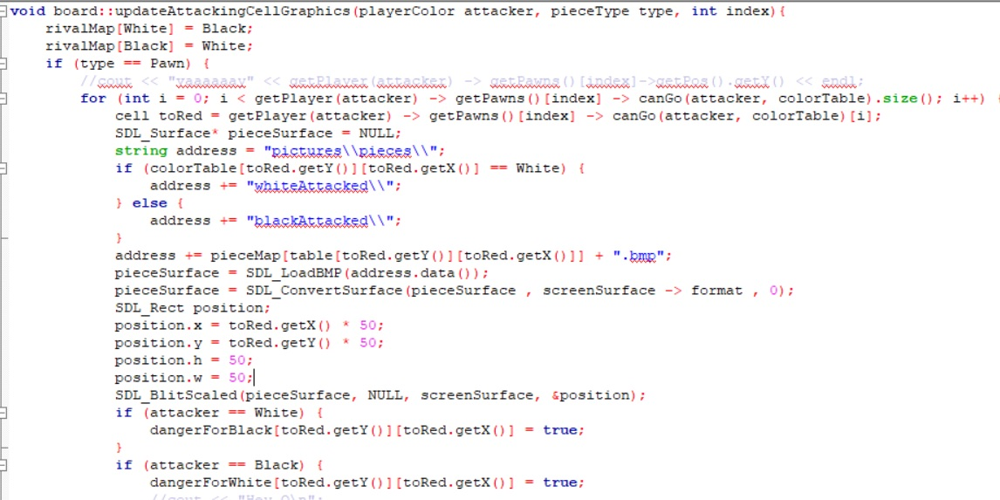 void board::updateAttackingCellGraphics(playerColor attacker, pieceType type, int index){
    rivalMap[White] = Black;
    rivalMap[Black] = White;
    if (type == Pawn) {
        //cout << "yaaaaaay" << getPlayer(attacker) -> getPawns()[index]->getPos().getY() << endl;
        for (int i = 0; i < getPlayer(attacker) -> getPawns()[index] -> canGo(attacker, colorTable).size(); i++) {
            cell toRed = getPlayer(attacker) -> getPawns()[index] -> canGo(attacker, colorTable)[i];
            SDL_Surface* pieceSurface = NULL;
            string address = "pictures\\pieces\\";
            if (colorTable[toRed.getY()][toRed.getX()] == White) {
                address += "whiteAttacked\\";
            } else {
                address += "blackAttacked\\";
            }
            address += pieceMap[table[toRed.getY()][toRed.getX()]] + ".bmp";
            pieceSurface = SDL_LoadBMP(address.data());
            pieceSurface = SDL_ConvertSurface(pieceSurface , screenSurface -> format , 0);
            SDL_Rect position;
            position.x = toRed.getX() * 50;
            position.y = toRed.getY() * 50;
            position.h = 50;
            position.w = 50;
            SDL_BlitScaled(pieceSurface, NULL, screenSurface, &position);
            if (attacker == White) {
                dangerForBlack[toRed.getY()][toRed.getX()] = true;
            }
            if (attacker == Black) {
                dangerForWhite[toRed.getY()][toRed.getX()] = true;
                //cout << "Hey